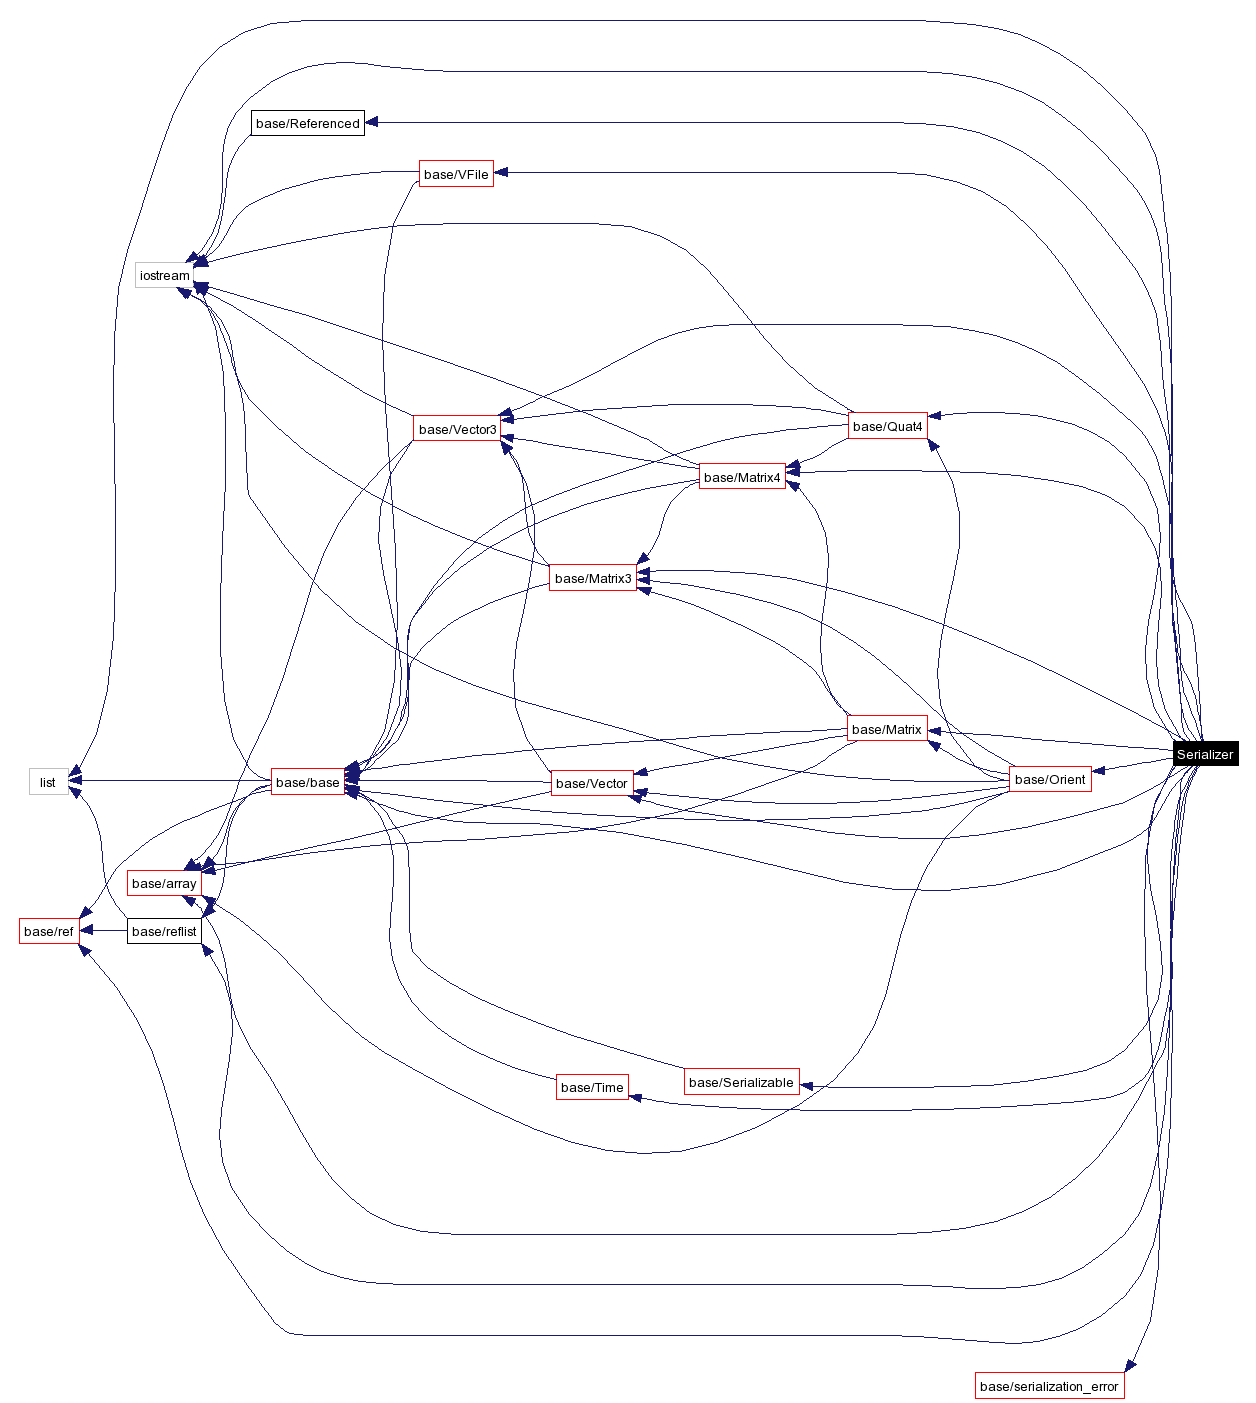 base/Referenced
base/VFile
iostream
base/Vector3
base/Quat4
base/Matrix4
base/Matrix3
base/Matrix
Serializer
list
base/base
base/Vector
base/Orient
base/array
base/ref
base/reflist
base/Time
base/Serializable
base/serialization_error